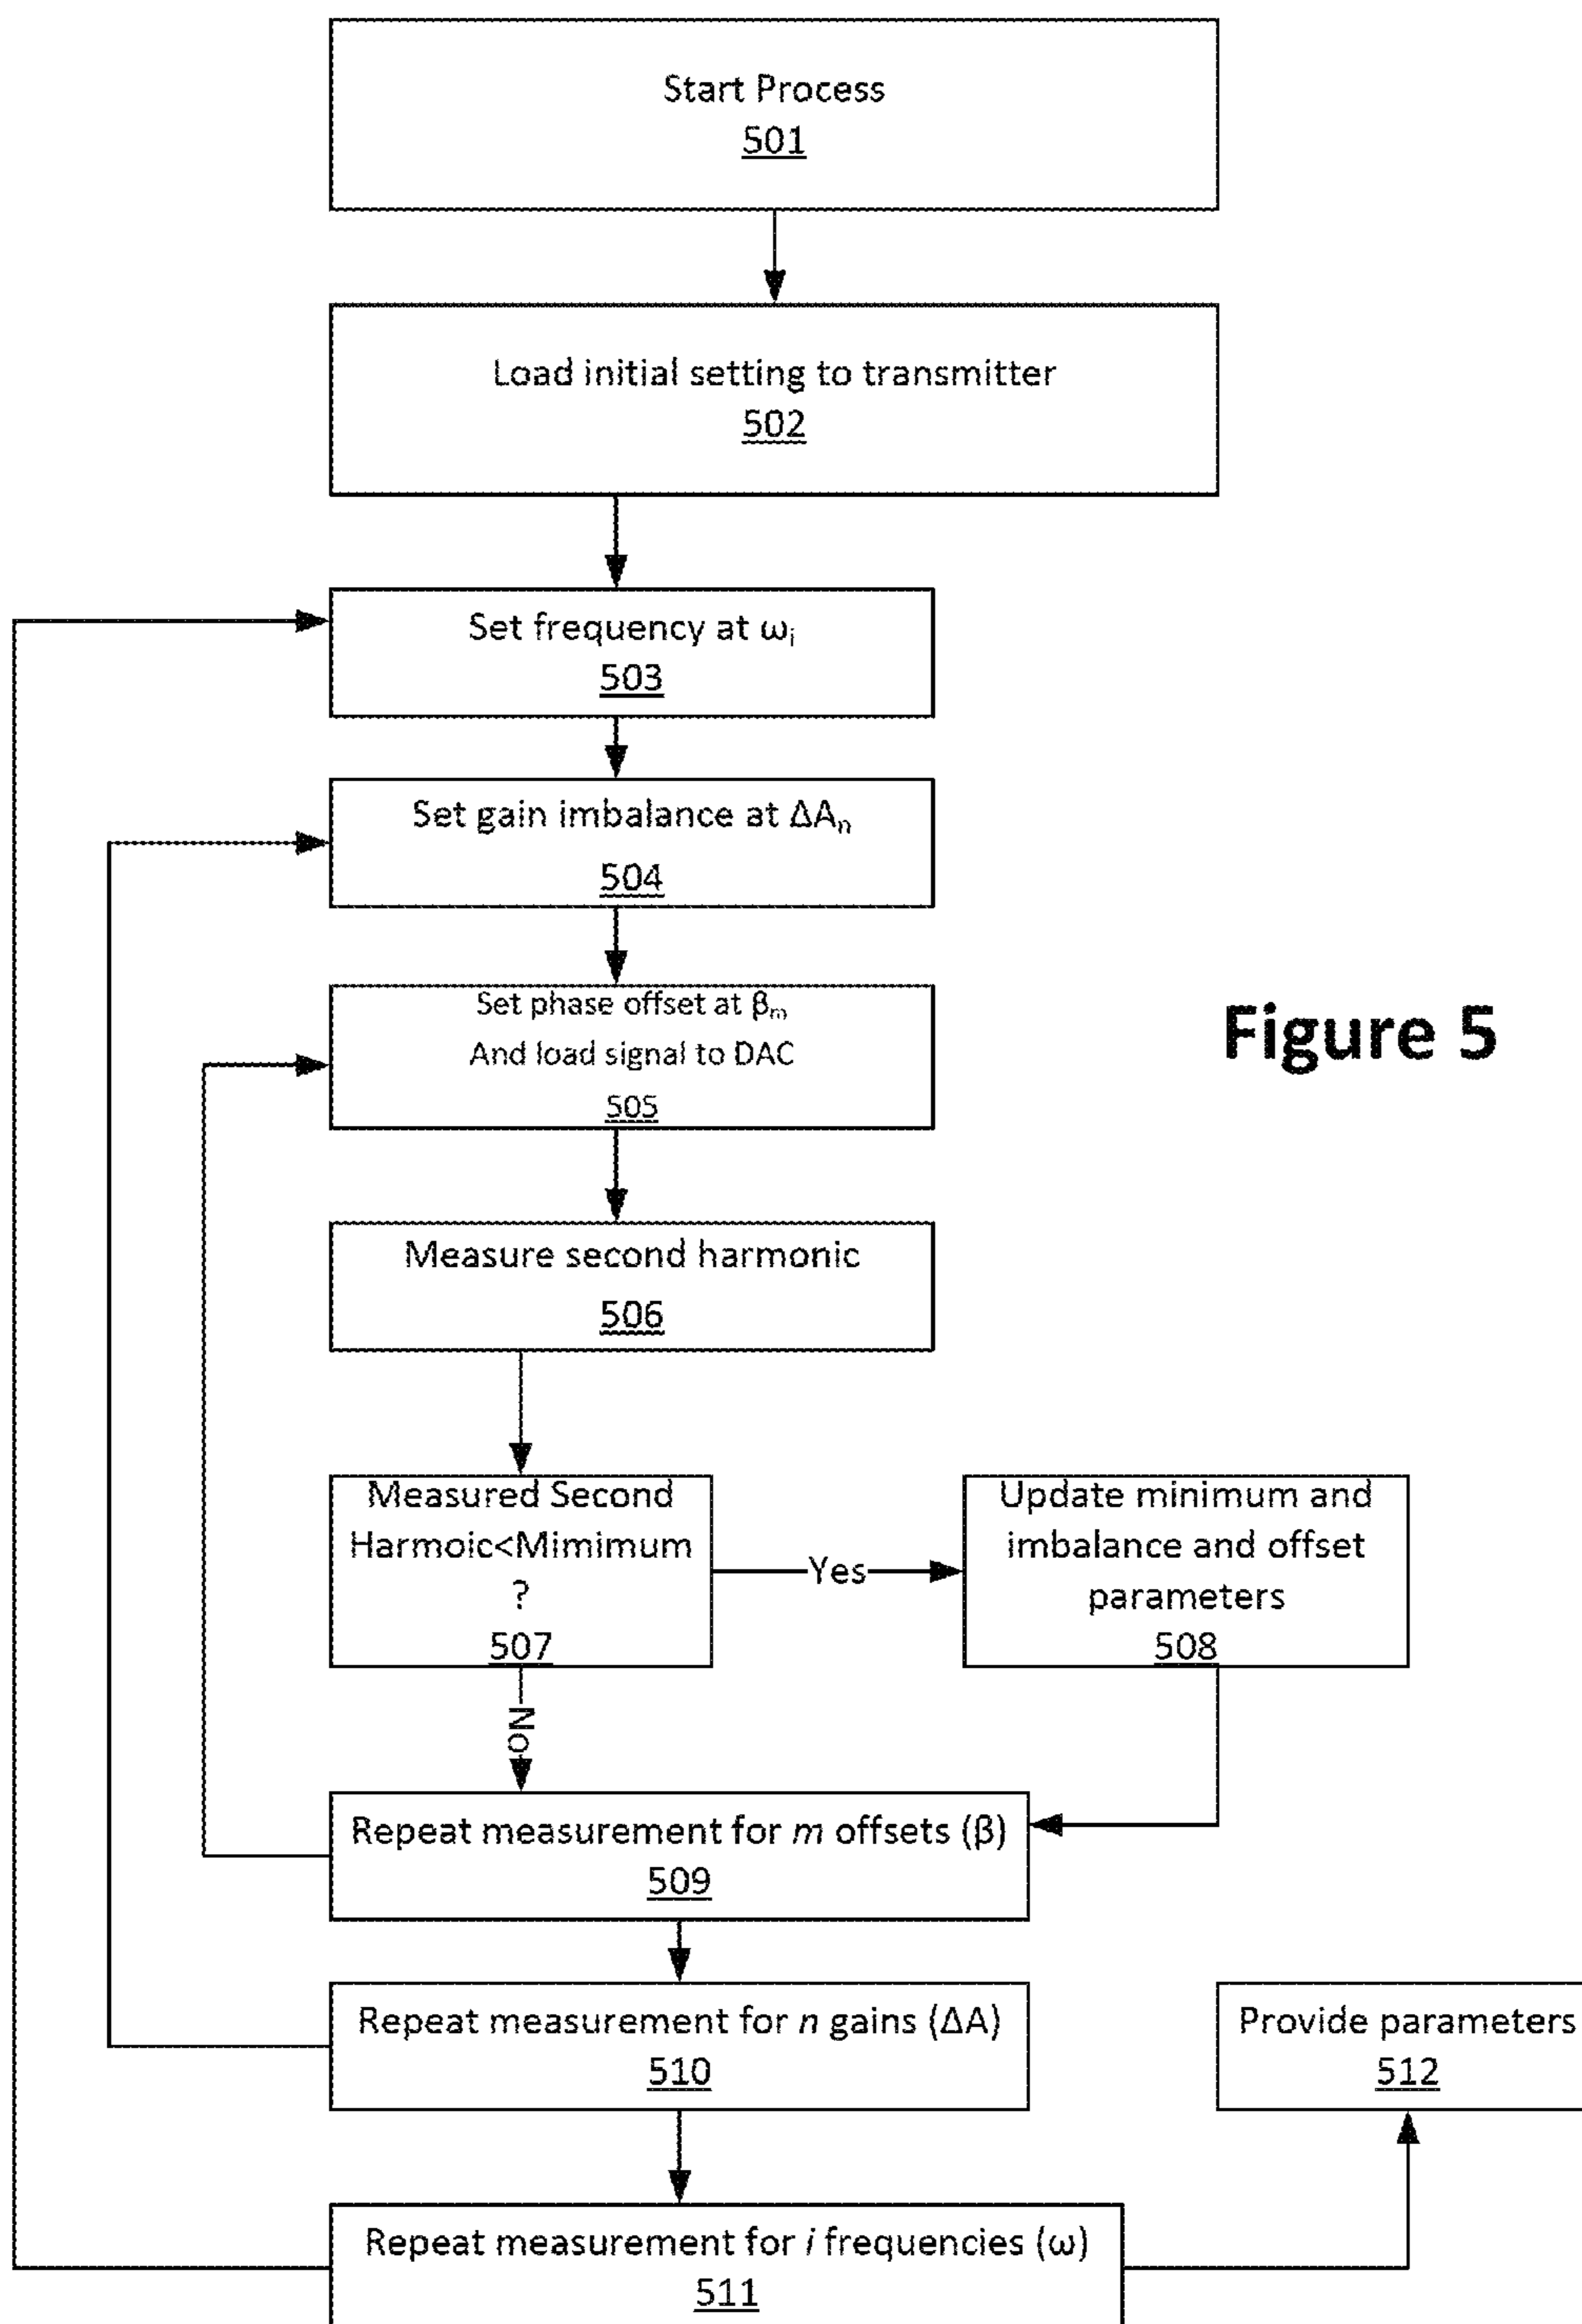 Start Process
501
Load initial setting to transmitter
502
Set frequency at ωi
503
Set gain imbalance at ΔAn
504
Set phase offset at βm
And load signal to DAC
505
Figure 5
Measure second harmonic
506
Measured Second
Harmoic<Mimimum
?
507
Yes
Update minimum and
imbalance and offset
parameters
508
No
Repeat measurement for m offsets (β)
509
Repeat measurement for n gains (ΔA)
510
Provide parameters
512
Repeat measurement for i frequencies (ω)
511